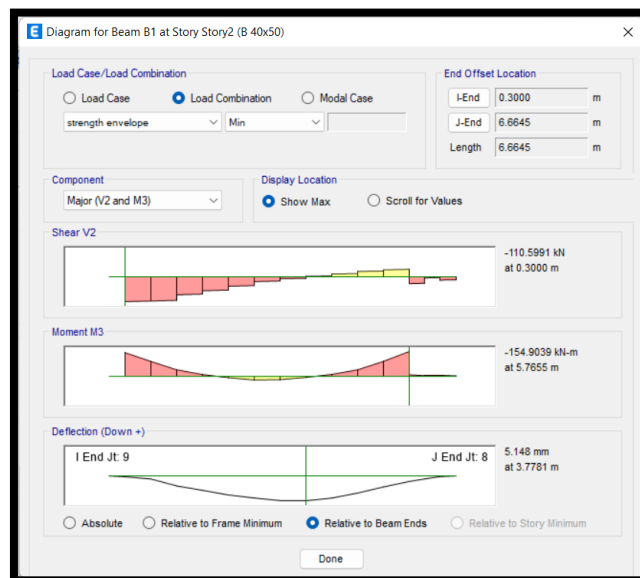 E Diagram for Beam B1 at Story Story2 (B 40x50)
Load Case/Load Combination
Load Case Load Combination Modal Case
strength envelope Min
End Offset Location
I-End 0.3000 m
J-End 6.6645 m
Length 6.6645 m
Component
Major (V2 and M3)
Display Location
Show Max Scroll for Values
Shear V2
-110.5991 kN
at 0.3000 m
Moment M3
-154.9039 kN-m
at 5.7655 m
Deflection (Down +)
I End Jt: 9 J End Jt: 8
5.148 mm
at 3.7781 m
Absolute Relative to Frame Minimum Relative to Beam Ends Relative to Story Minimum
Done